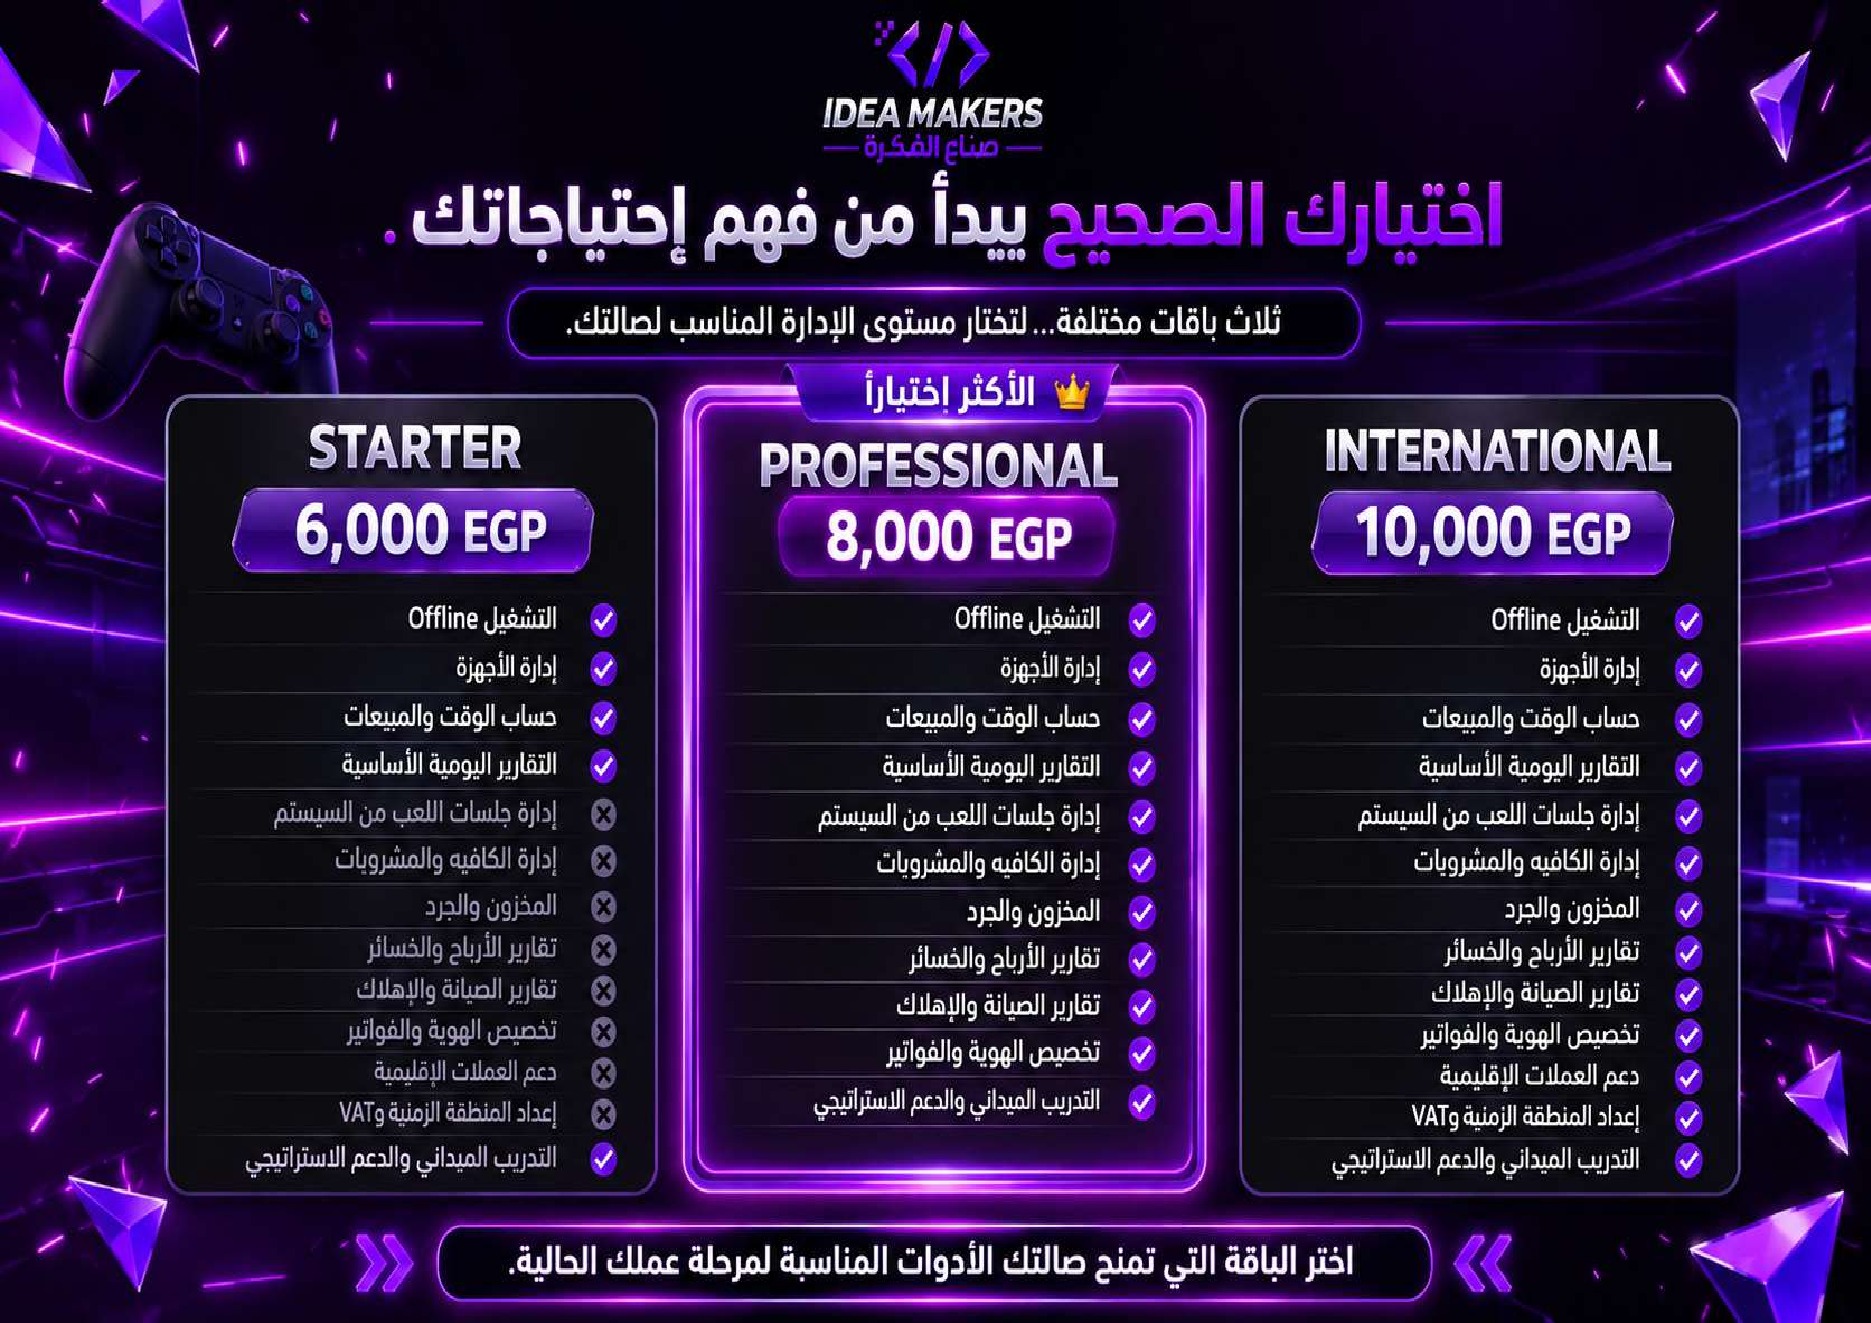 IDEA MAKERS
صناع الفكرة
اختيارك الصحيح يبدأ من فهم إحتياجاتك .
ثلاث باقات مختلفة... لتختار مستوى الإدارة المناسب لصالتك.
INTERNATIONAL
10,000 EGP
التشغيل Offline
إدارة الأجهزة
حساب الوقت والمبيعات
التقارير اليومية الأساسية
إدارة جلسات اللعب من السيستم
إدارة الكافيه والمشروبات
المخزون والجرد
تقارير الأرباح والخسائر
تقارير الصيانة والإهلاك
تخصيص الهوية والفواتير
دعم العملات الإقليمية
إعداد المنطقة الزمنية وVAT
التدريب الميداني والدعم الاستراتيجي
الأكثر إختياراً
PROFESSIONAL
8,000 EGP
التشغيل Offline
إدارة الأجهزة
حساب الوقت والمبيعات
التقارير اليومية الأساسية
إدارة جلسات اللعب من السيستم
إدارة الكافيه والمشروبات
المخزون والجرد
تقارير الأرباح والخسائر
تقارير الصيانة والإهلاك
تخصيص الهوية والفواتير
التدريب الميداني والدعم الاستراتيجي
STARTER
6,000 EGP
التشغيل Offline
إدارة الأجهزة
حساب الوقت والمبيعات
التقارير اليومية الأساسية
إدارة جلسات اللعب من السيستم
إدارة الكافيه والمشروبات
المخزون والجرد
تقارير الأرباح والخسائر
تقارير الصيانة والإهلاك
تخصيص الهوية والفواتير
دعم العملات الإقليمية
إعداد المنطقة الزمنية وVAT
التدريب الميداني والدعم الاستراتيجي
اختر الباقة التي تمنح صالتك الأدوات المناسبة لمرحلة عملك الحالية.